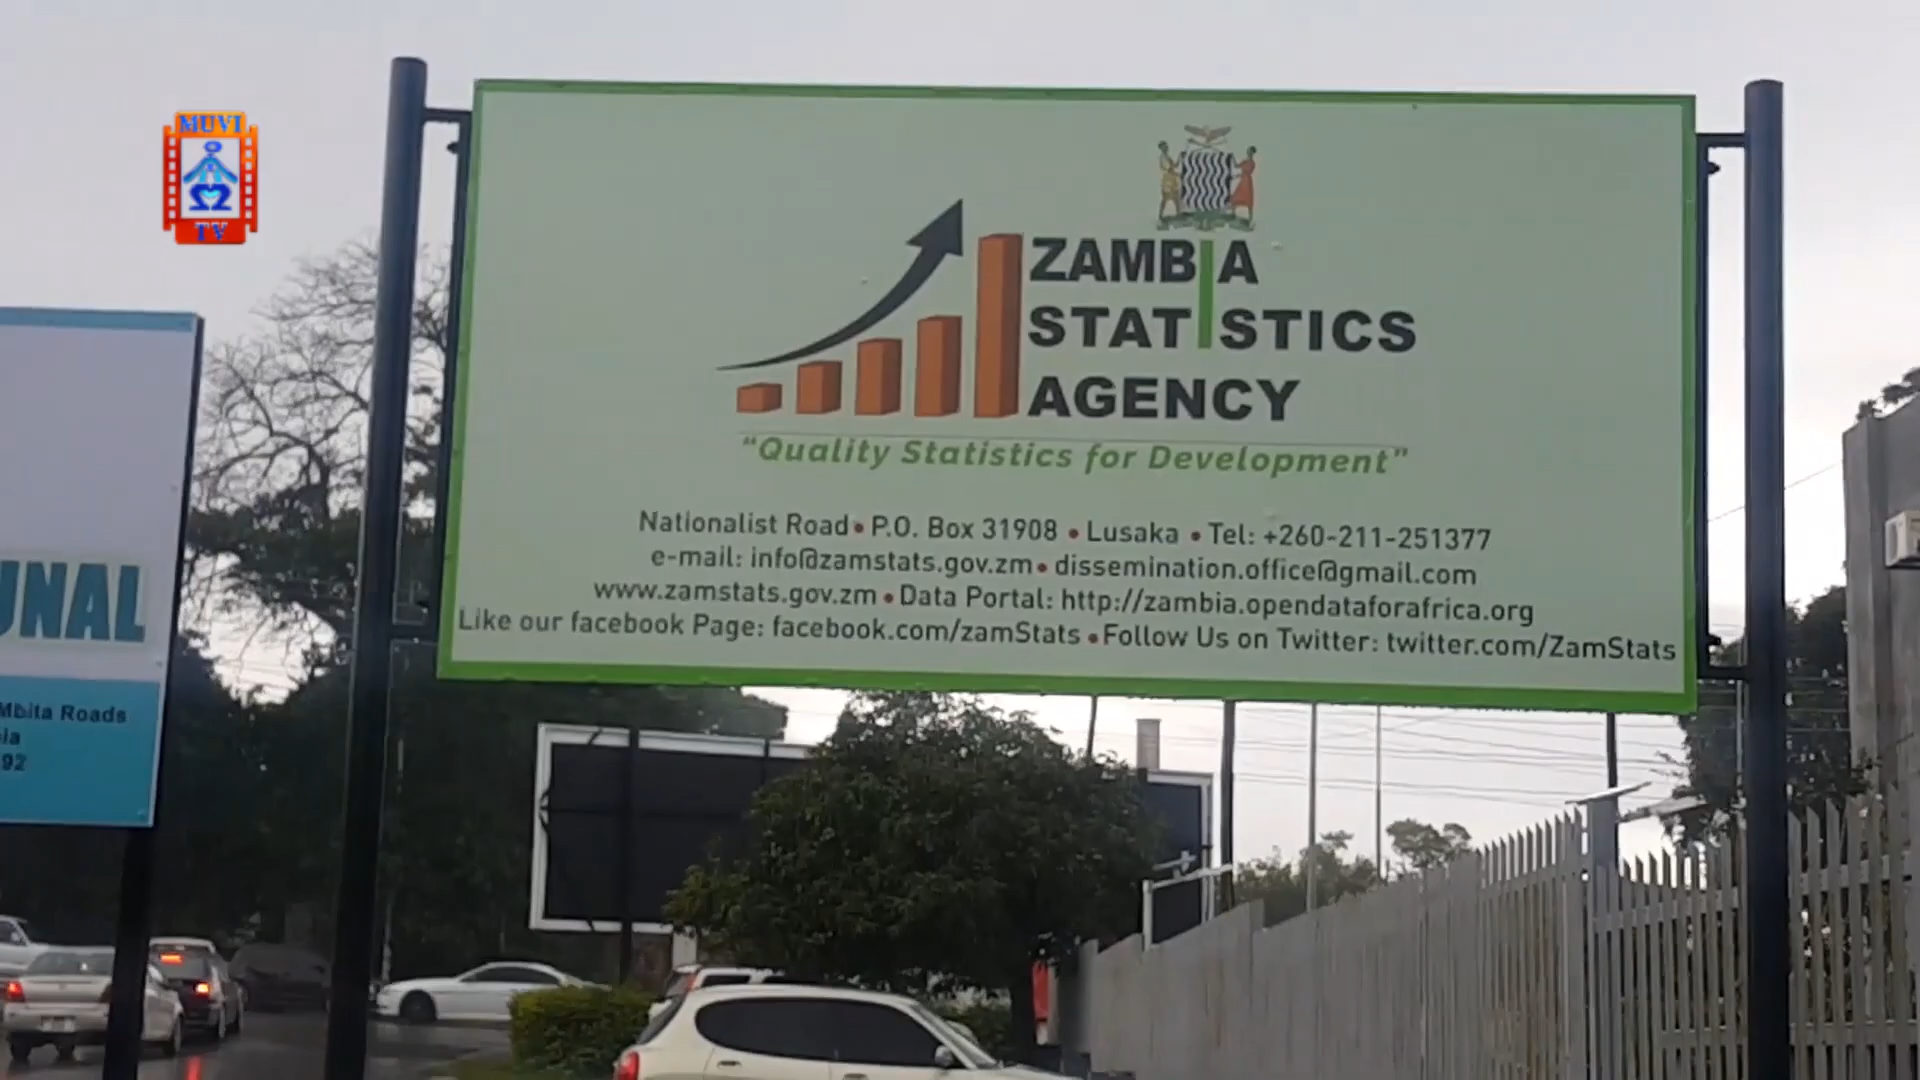 MUVI
TV
ZAMBIA
STATISTICS
AGENCY
"Quality Statistics for Development"
Nationalist Road • P.O. Box 31908 • Lusaka • Tel: +260-211-251377
e-mail: info@zamstats.gov.zm • dissemination.office@gmail.com
www.zamstats.gov.zm • Data Portal: http://zambia.opendataforafrica.org
Like our facebook Page: facebook.com/zamStats • Follow Us on Twitter: twitter.com/ZamStats
UNAL
Mbita Roads
ia
92